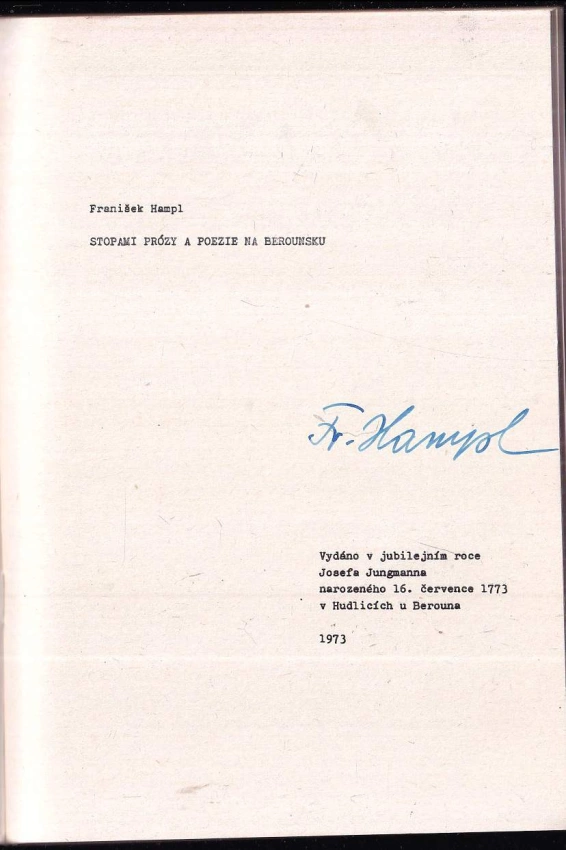 Franišek Hampl
STOPAMI PRÓZY A POEZIE NA BEROUNSKU
Fr. Hampl
Vydáno v jubilejním roce
Josefa Jungmanna
narozeného 16. července 1773
v Hudlicích u Berouna
1973